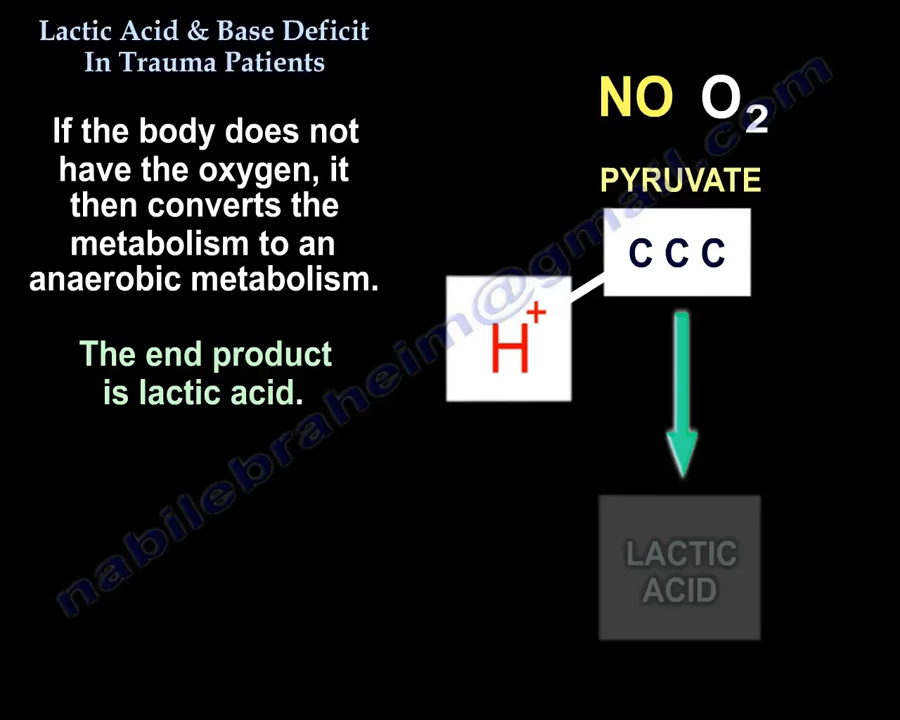 Lactic Acid & Base Deficit
In Trauma Patients
If the body does not
have the oxygen, it
then converts the
metabolism to an
anaerobic metabolism.
The end product
is lactic acid.
NO O₂
PYRUVATE
C C C
H⁺
LACTIC
ACID
nabilebraheim@gmail.com